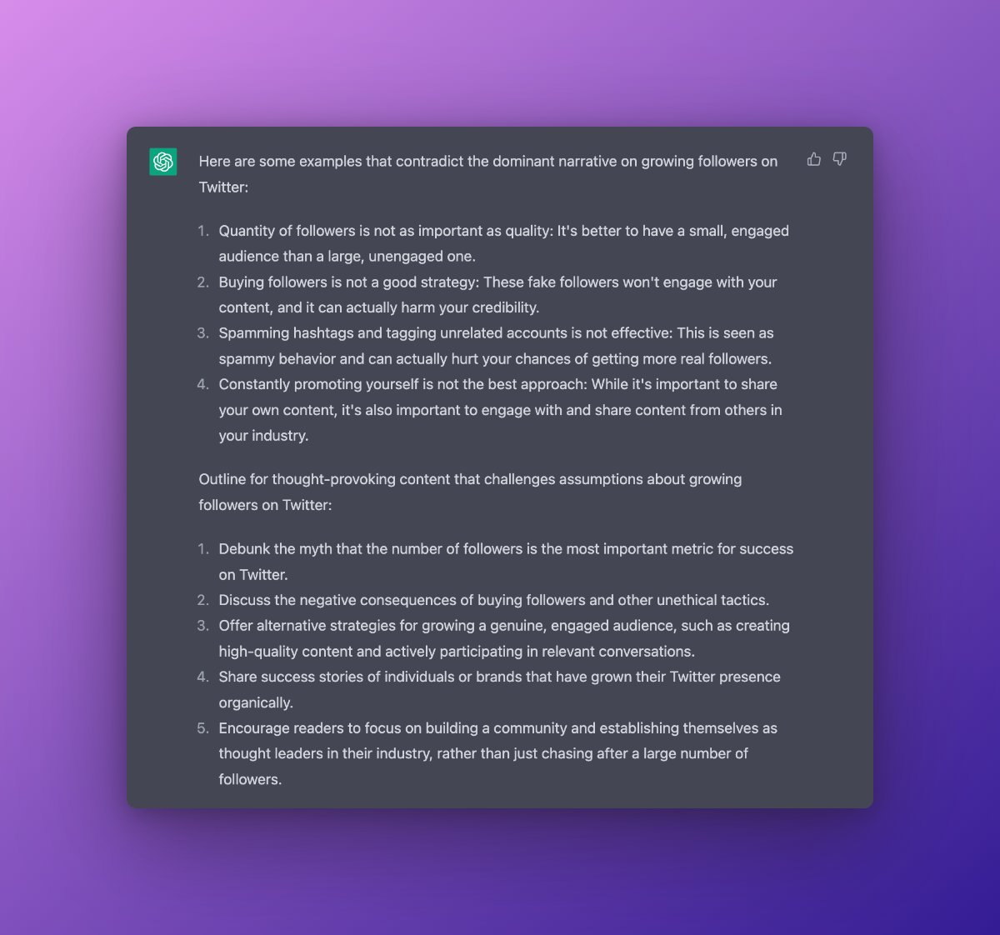 Here are some examples that contradict the dominant narrative on growing followers on
Twitter:
1. Quantity of followers is not as important as quality: It's better to have a small, engaged
audience than a large, unengaged one.
2. Buying followers is not a good strategy: These fake followers won't engage with your
content, and it can actually harm your credibility.
3. Spamming hashtags and tagging unrelated accounts is not effective: This is seen as
spammy behavior and can actually hurt your chances of getting more real followers.
4. Constantly promoting yourself is not the best approach: While it's important to share
your own content, it's also important to engage with and share content from others in
your industry.
Outline for thought-provoking content that challenges assumptions about growing
followers on Twitter:
1. Debunk the myth that the number of followers is the most important metric for success
on Twitter.
2. Discuss the negative consequences of buying followers and other unethical tactics.
3. Offer alternative strategies for growing a genuine, engaged audience, such as creating
high-quality content and actively participating in relevant conversations.
4. Share success stories of individuals or brands that have grown their Twitter presence
organically.
5. Encourage readers to focus on building a community and establishing themselves as
thought leaders in their industry, rather than just chasing after a large number of
followers.